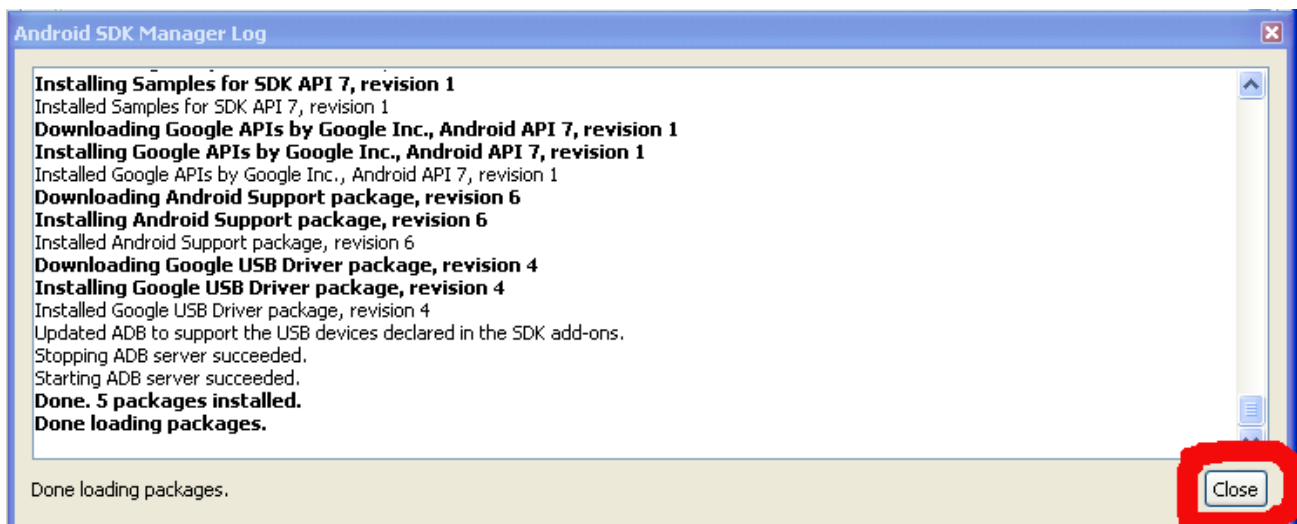 Android SDK Manager Log
Installing Samples for SDK API 7, revision 1
Installed Samples for SDK API 7, revision 1
Downloading Google APIs by Google Inc., Android API 7, revision 1
Installing Google APIs by Google Inc., Android API 7, revision 1
Installed Google APIs by Google Inc., Android API 7, revision 1
Downloading Android Support package, revision 6
Installing Android Support package, revision 6
Installed Android Support package, revision 6
Downloading Google USB Driver package, revision 4
Installing Google USB Driver package, revision 4
Installed Google USB Driver package, revision 4
Updated ADB to support the USB devices declared in the SDK add-ons.
Stopping ADB server succeeded.
Starting ADB server succeeded.
Done. 5 packages installed.
Done loading packages.
Done loading packages.
Close